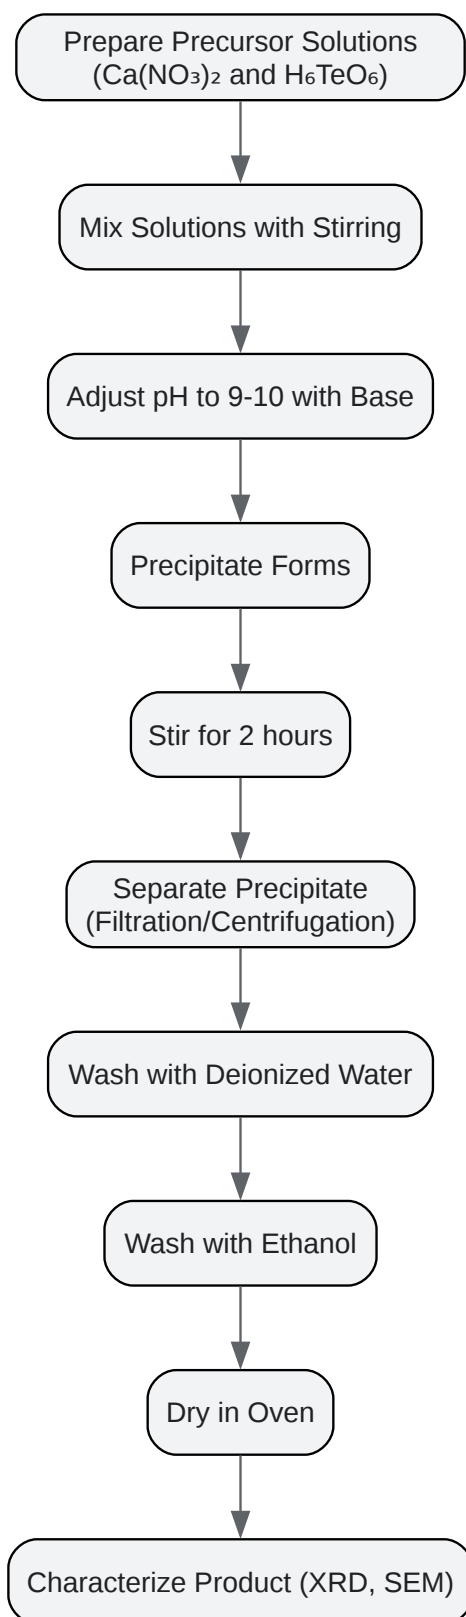 Prepare Precursor Solutions
(Ca(NO₃)₂ and H₆TeO₆)
Mix Solutions with Stirring
Adjust pH to 9-10 with Base
Precipitate Forms
Stir for 2 hours
Separate Precipitate
(Filtration/Centrifugation)
Wash with Deionized Water
Wash with Ethanol
Dry in Oven
Characterize Product (XRD, SEM)